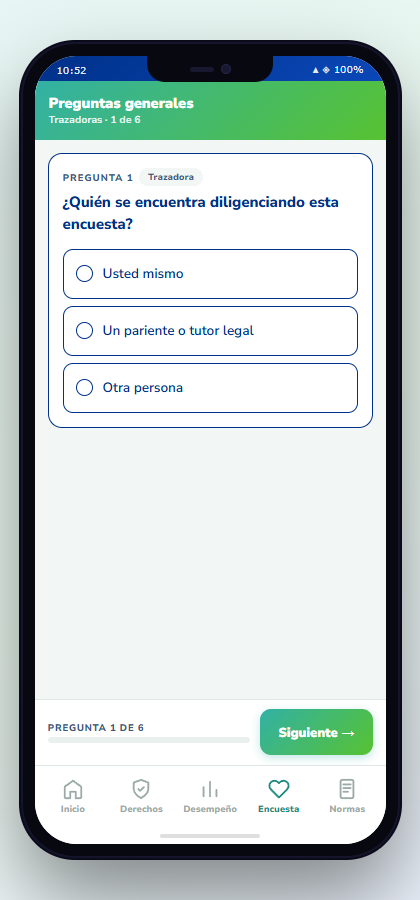 10:52
100%
Preguntas generales
Trazadoras · 1 de 6
PREGUNTA 1 Trazadora
¿Quién se encuentra diligenciando esta
encuesta?
Usted mismo
Un pariente o tutor legal
Otra persona
PREGUNTA 1 DE 6
Siguiente →
Inicio
Derechos
Desempeño
Encuesta
Normas